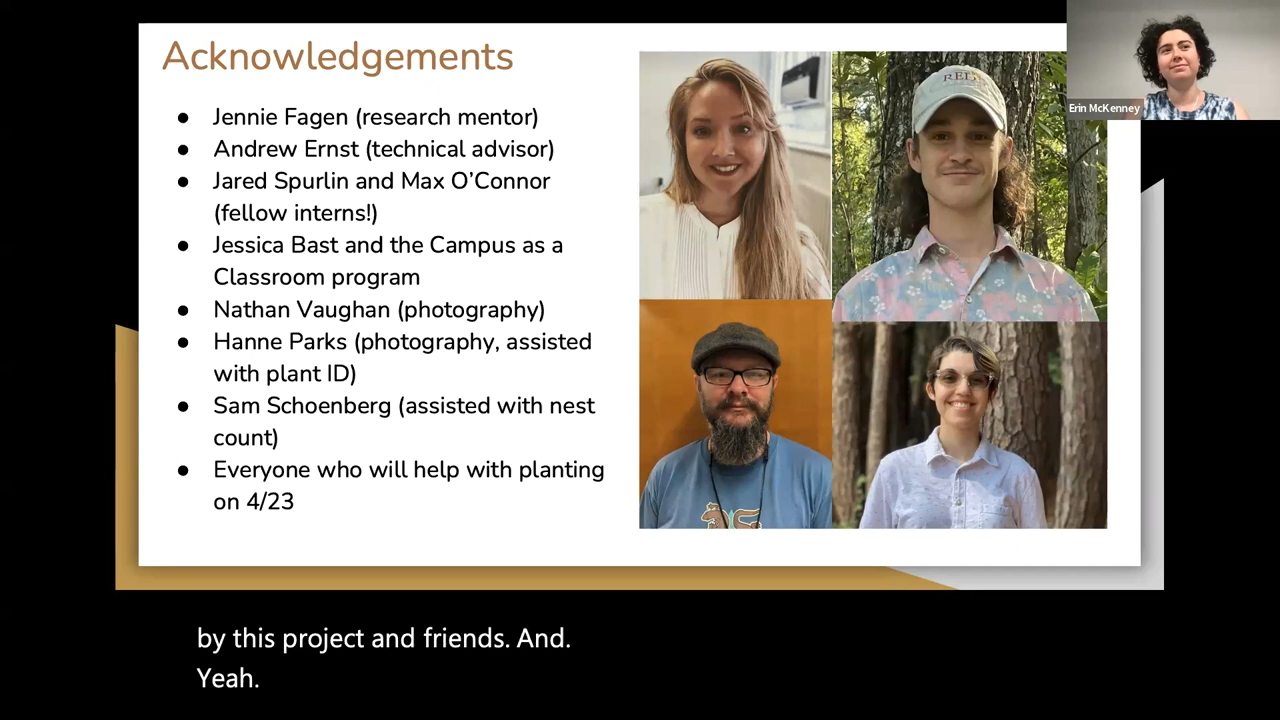 Acknowledgements
● Jennie Fagen (research mentor)
● Andrew Ernst (technical advisor)
● Jared Spurlin and Max O’Connor
(fellow interns!)
● Jessica Bast and the Campus as a
Classroom program
● Nathan Vaughan (photography)
● Hanne Parks (photography, assisted
with plant ID)
● Sam Schoenberg (assisted with nest
count)
● Everyone who will help with planting
on 4/23
Erin McKenney
by this project and friends. And.
Yeah.